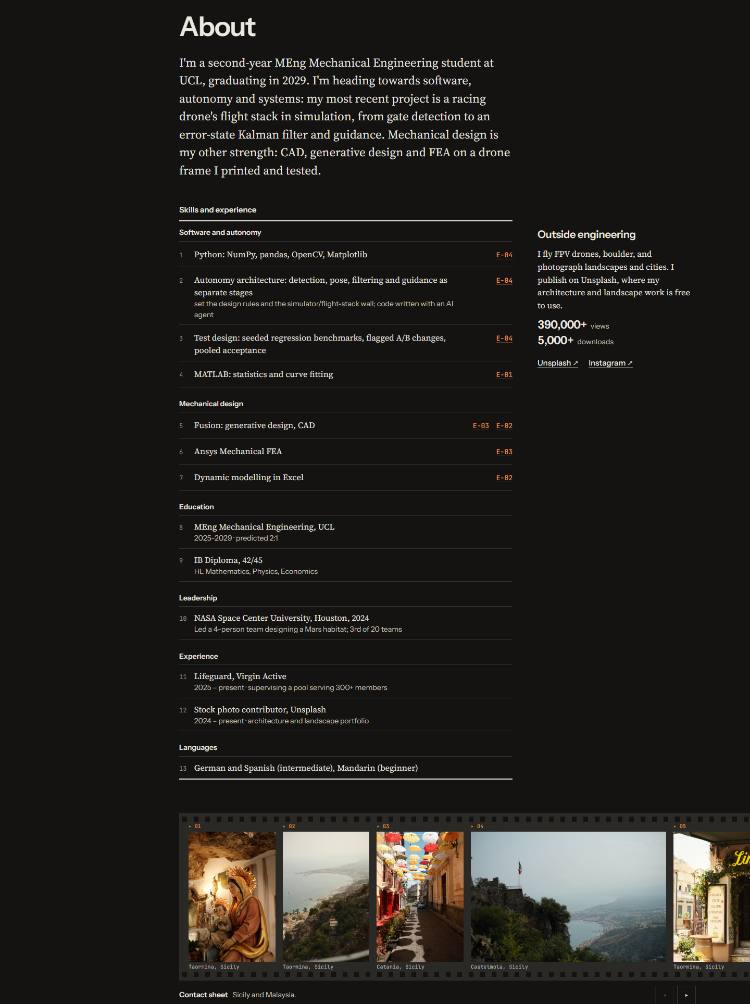 About
I'm a second-year MEng Mechanical Engineering student at
UCL, graduating in 2029. I'm heading towards software,
autonomy and systems: my most recent project is a racing
drone's flight stack in simulation, from gate detection to an
error-state Kalman filter and guidance. Mechanical design is
my other strength: CAD, generative design and FEA on a drone
frame I printed and tested.
Skills and experience
Software and autonomy
1 Python: NumPy, pandas, OpenCV, Matplotlib E-04
2 Autonomy architecture: detection, pose, filtering and guidance as E-04
separate stages
set the design rules and the simulator/flight-stack wall; code written with an AI
agent
3 Test design: seeded regression benchmarks, flagged A/B changes, E-04
pooled acceptance
4 MATLAB: statistics and curve fitting E-01
Mechanical design
5 Fusion: generative design, CAD E-03 E-02
6 Ansys Mechanical FEA E-03
7 Dynamic modelling in Excel E-02
Education
8 MEng Mechanical Engineering, UCL
2025-2029 · predicted 2:1
9 IB Diploma, 42/45
HL Mathematics, Physics, Economics
Leadership
10 NASA Space Center University, Houston, 2024
Led a 4-person team designing a Mars habitat; 3rd of 20 teams
Experience
11 Lifeguard, Virgin Active
2025 – present · supervising a pool serving 300+ members
12 Stock photo contributor, Unsplash
2024 – present · architecture and landscape portfolio
Languages
13 German and Spanish (intermediate), Mandarin (beginner)
Outside engineering
I fly FPV drones, boulder, and
photograph landscapes and cities. I
publish on Unsplash, where my
architecture and landscape work is free
to use.
390,000+ views
5,000+ downloads
Unsplash ↗ Instagram ↗
01 02 03 04 05
Taormina, Sicily Taormina, Sicily Catania, Sicily Castelmola, Sicily Taormina, Sicily
Contact sheet Sicily and Malaysia.